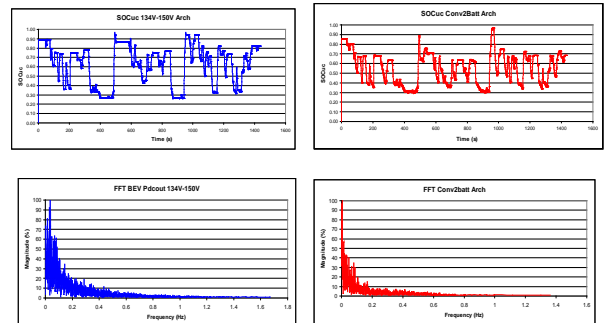 SOCuc 134V-150V Arch
1.00
0.90
0.80
0.70
0.60
0.50
0.40
0.30
0.20
0.10
0.00
SOCuc
0 200 400 600 800 1000 1200 1400 1600
Time (s)
SOCuc Conv2Batt Arch
1.00
0.90
0.80
0.70
0.60
0.50
0.40
0.30
0.20
0.10
0.00
SOCuc
0 200 400 600 800 1000 1200 1400 1600
Time (s)
FFT BEV Pdcout 134V-150V
100
90
80
70
60
50
40
30
20
10
0
Magnitude (%)
0 0.2 0.4 0.6 0.8 1 1.2 1.4 1.6 1.8
Frequency (Hz)
FFT Conv2batt Arch
100
90
80
70
60
50
40
30
20
10
0
Magnitude (%)
0 0.2 0.4 0.6 0.8 1 1.2 1.4 1.6
Frequency (Hz)